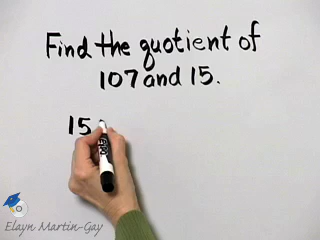 Find the quotient of
107 and 15.
15
Elayn Martin-Gay